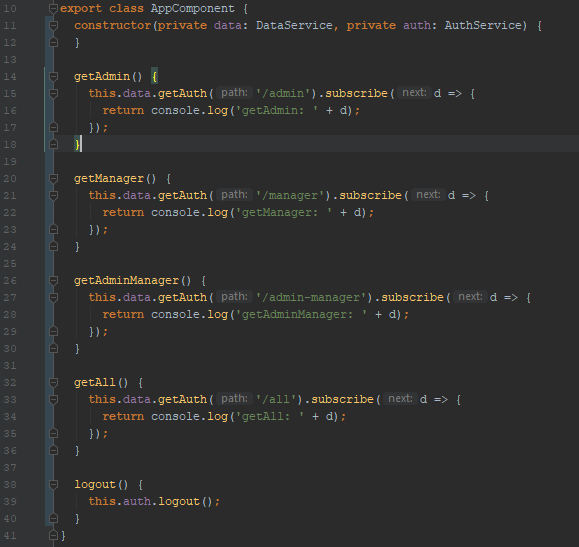 10 export class AppComponent {
11   constructor(private data: DataService, private auth: AuthService) {
12   }
13
14   getAdmin() {
15     this.data.getAuth( path: '/admin').subscribe( next: d => {
16       return console.log('getAdmin: ' + d);
17     });
18   }
19
20   getManager() {
21     this.data.getAuth( path: '/manager').subscribe( next: d => {
22       return console.log('getManager: ' + d);
23     });
24   }
25
26   getAdminManager() {
27     this.data.getAuth( path: '/admin-manager').subscribe( next: d => {
28       return console.log('getAdminManager: ' + d);
29     });
30   }
31
32   getAll() {
33     this.data.getAuth( path: '/all').subscribe( next: d => {
34       return console.log('getAll: ' + d);
35     });
36   }
37
38   logout() {
39     this.auth.logout();
40   }
41 }